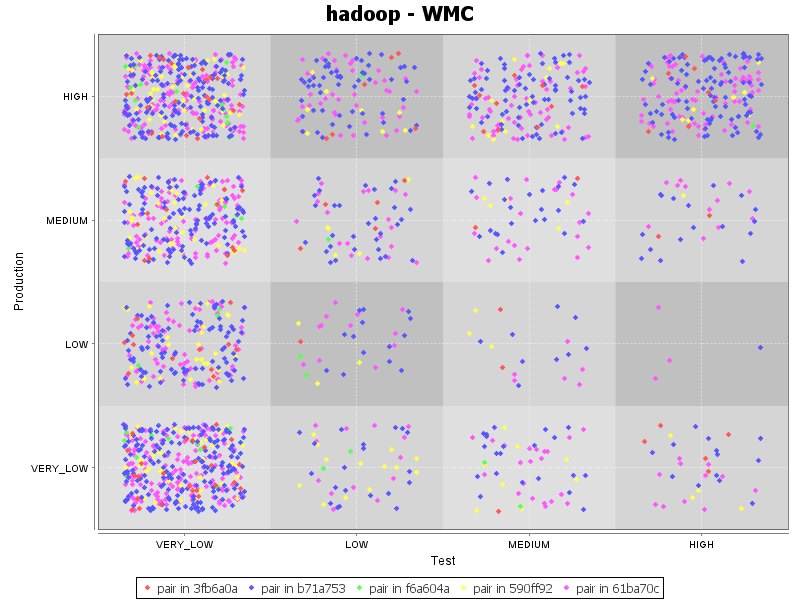 hadoop - WMC
Production
HIGH
MEDIUM
LOW
VERY_LOW
VERY_LOW LOW MEDIUM HIGH
Test
pair in 3fb6a0a pair in b71a753 pair in f6a604a pair in 590ff92 pair in 61ba70c